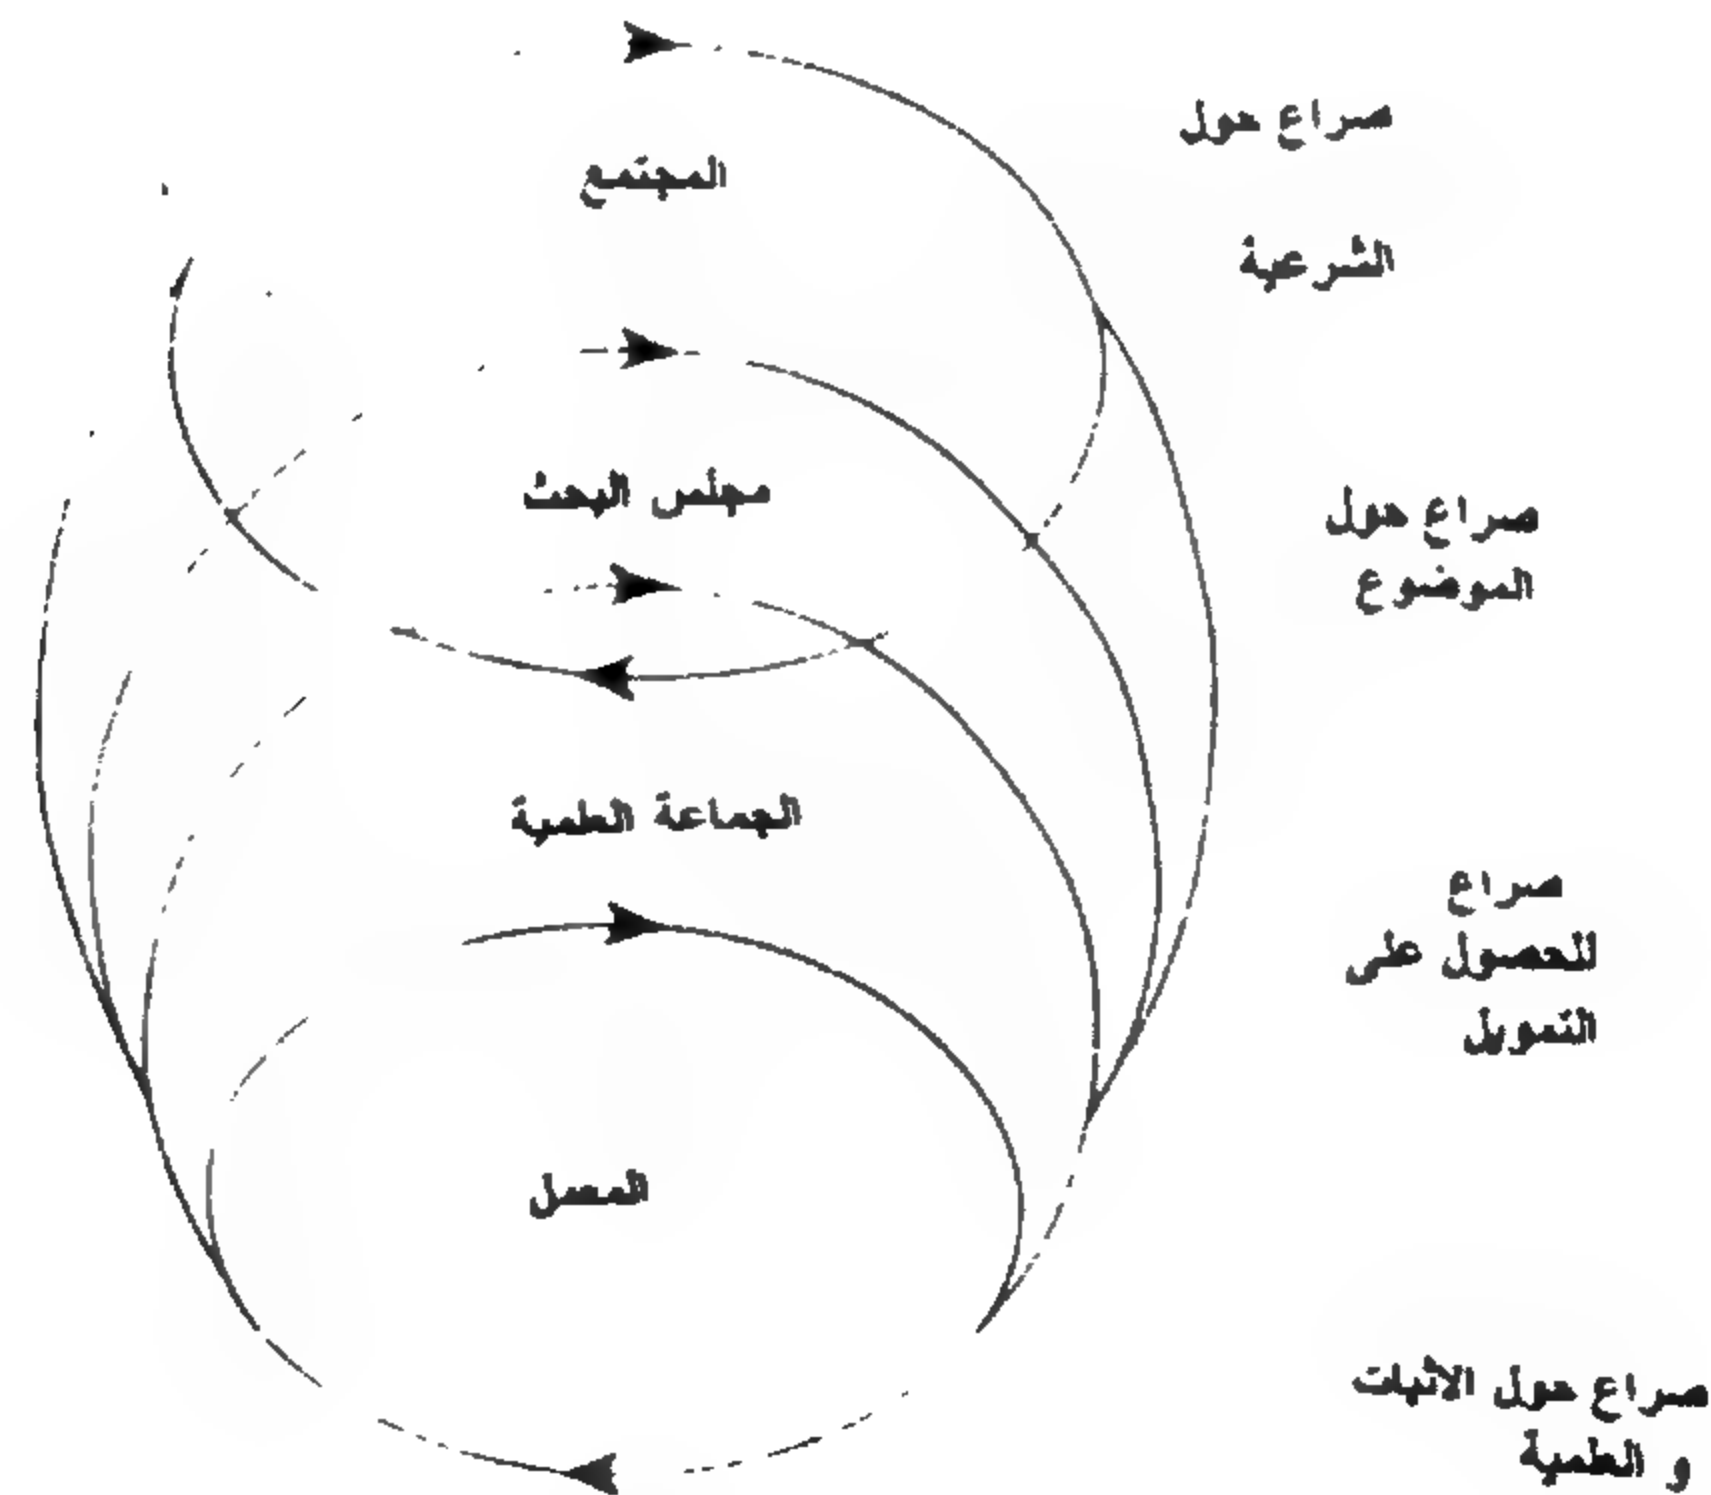 صراع حول
المجتمع
الشرعية
مجلس البحث
صراع حول
الموضوع
الجماعة العلمية
صراع
للحصول على
التمويل
المعمل
صراع حول الاثبات
و العلمية